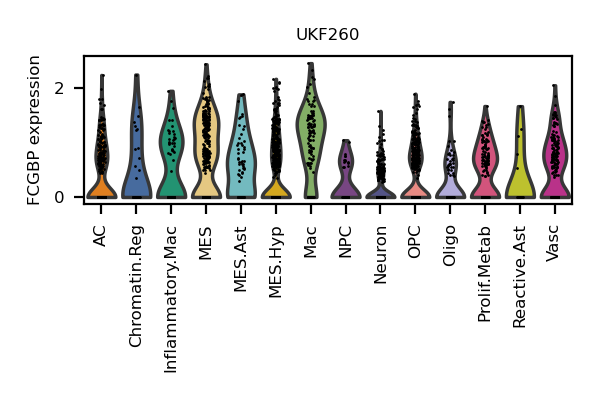 UKF260
FCGBP expression
2
0
AC
Chromatin.Reg
Inflammatory.Mac
MES
MES.Ast
MES.Hyp
Mac
NPC
Neuron
OPC
Oligo
Prolif.Metab
Reactive.Ast
Vasc